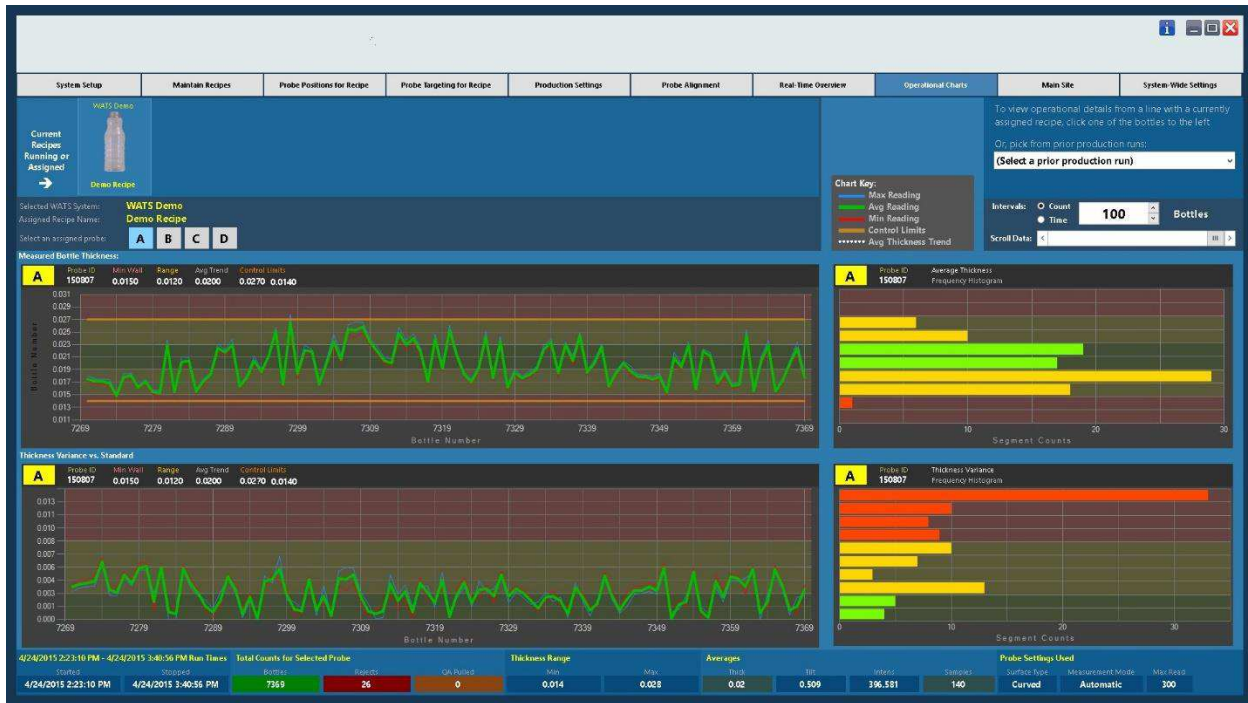 i
System Setup Maintain Recipes Probe Positions for Recipe Probe Targeting for Recipe Production Settings Probe Alignment Real-Time Overview Operational Charts Main Site System-Wide Settings
Current
Recipes
Running or
Assigned
WATS Demo
Demo Recipe
To view operational details from a line with a currently
assigned recipe, click one of the bottles to the left
Or, pick from prior production runs:
(Select a prior production run)
Chart Key:
Max Reading
Avg Reading
Min Reading
Control Limits
Avg Thickness Trend
Selected WATS System: WATS Demo
Assigned Recipe Name: Demo Recipe
Select an assigned probe: A B C D
Intervals: Count Time 100 Bottles
Scroll Data:
Measured Bottle Thickness:
A Probe ID Min Wall Range Avg Trend Control Limits
150807 0.0150 0.0120 0.0200 0.0270 0.0140
0.031
0.029
0.027
0.025
0.023
0.021
0.019
0.017
0.015
0.013
0.011
Bottle Number
7269 7279 7289 7299 7309 7319 7329 7339 7349 7359 7369
Bottle Number
A Probe ID Average Thickness
150807 Frequency Histogram
0 10 20 30
Segment Counts
Thickness Variance vs. Standard
A Probe ID Min Wall Range Avg Trend Control Limits
150807 0.0150 0.0120 0.0200 0.0270 0.0140
0.013
0.011
0.010
0.008
0.007
0.006
0.004
0.003
0.001
0.000
7269 7279 7289 7299 7309 7319 7329 7339 7349 7359 7369
Bottle Number
A Probe ID Thickness Variance
150807 Frequency Histogram
0 10 20 30
Segment Counts
4/24/2015 2:23:10 PM - 4/24/2015 3:40:56 PM Run Times Total Counts for Selected Probe Thickness Range Averages Probe Settings Used
Started Stopped Bottles Rejects QA Pulled Min Max Thick Tilt Intens Samples Surface Type Measurement Mode Max Read
4/24/2015 2:23:10 PM 4/24/2015 3:40:56 PM 7369 26 0 0.014 0.028 0.02 0.509 396.581 140 Curved Automatic 300